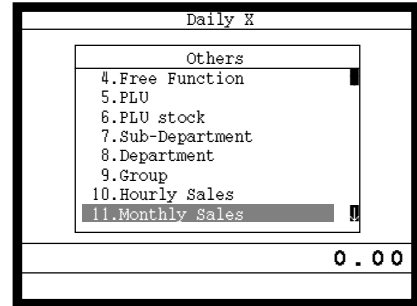 Daily X
Others
4.Free Function
5.PLU
6.PLU stock
7.Sub-Department
8.Department
9.Group
10.Hourly Sales
11.Monthly Sales
0.00